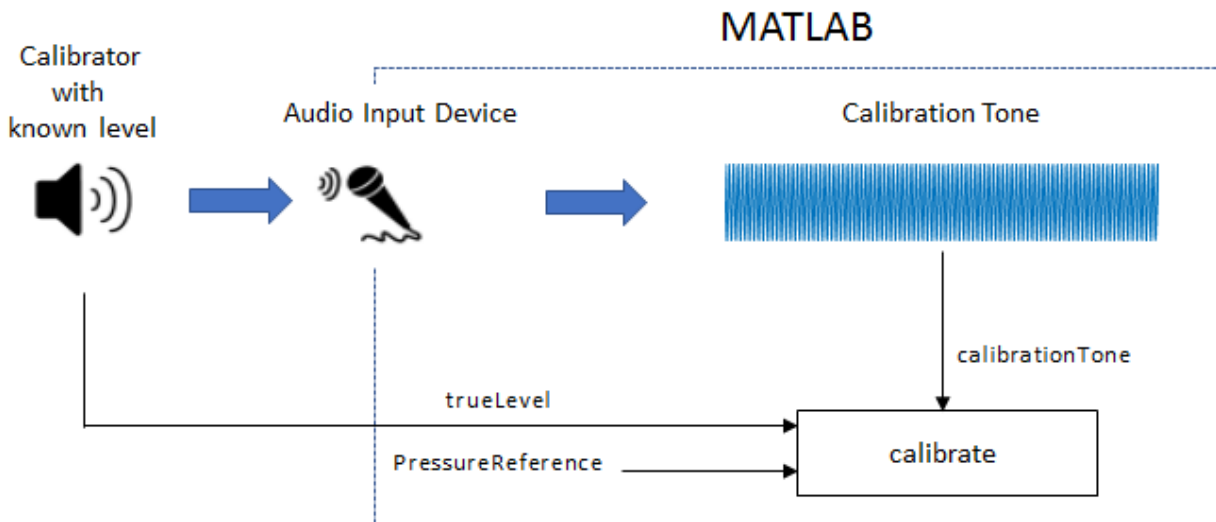 MATLAB
Calibrator
with
known level
Audio Input Device
Calibration Tone
calibrationTone
trueLevel
PressureReference
calibrate